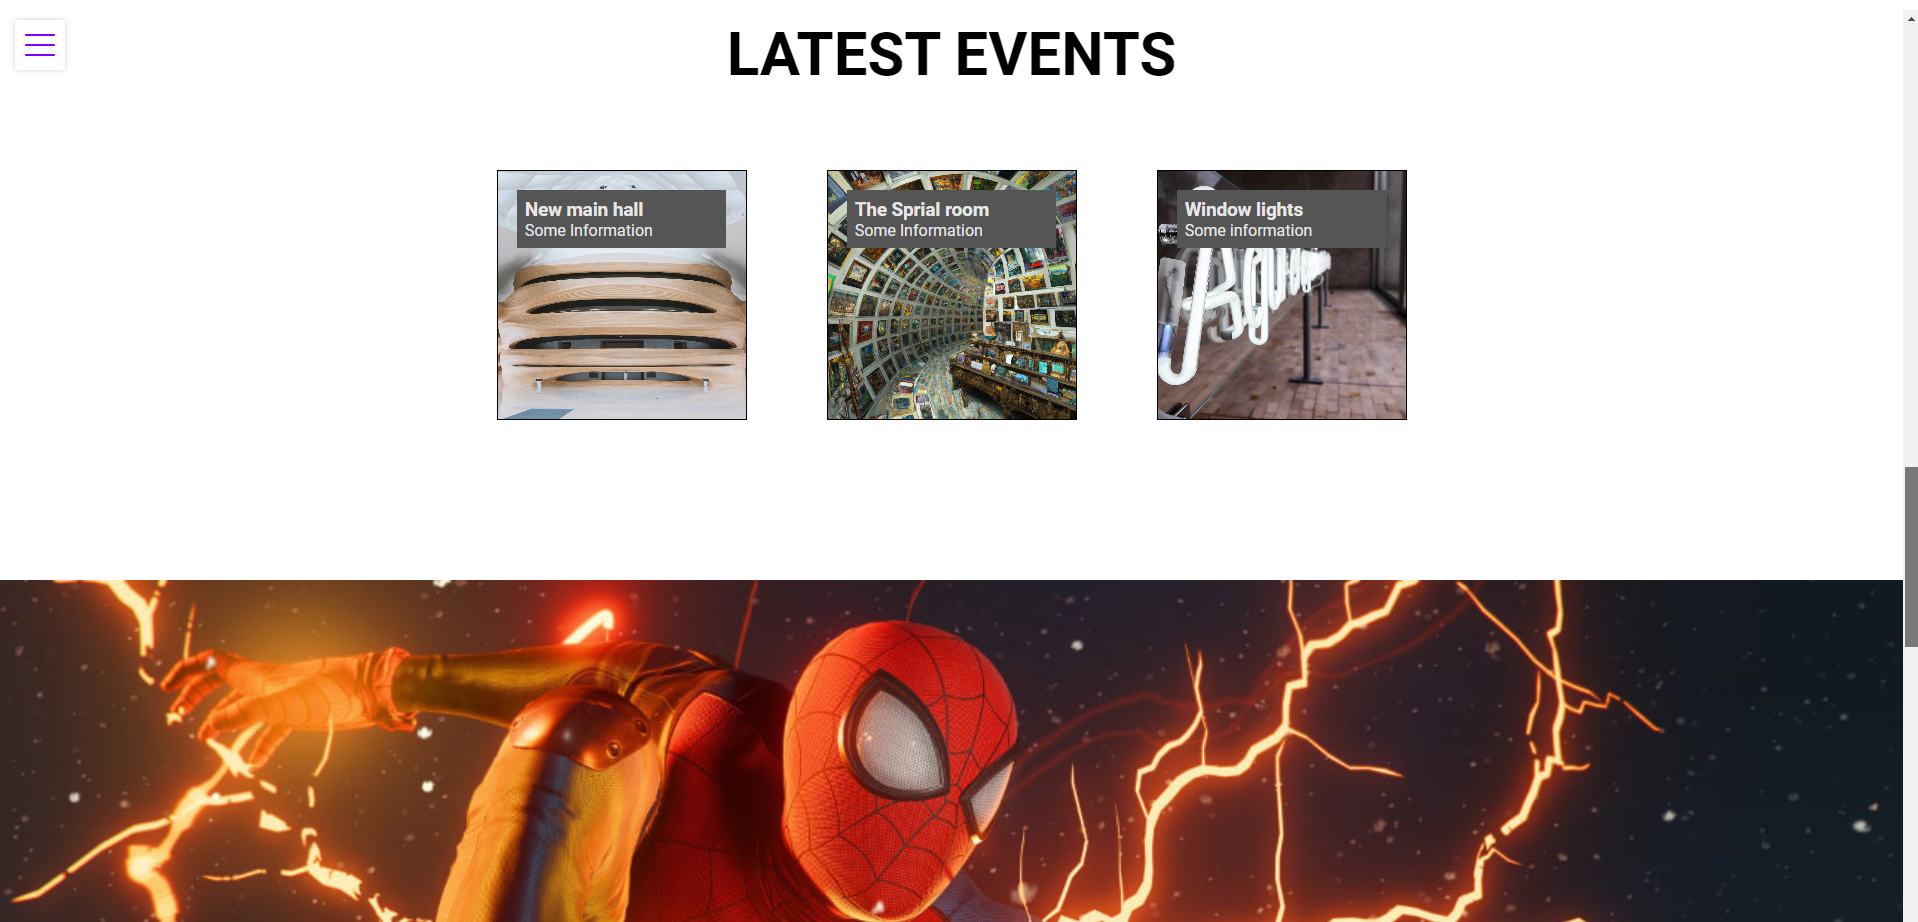 LATEST EVENTS
New main hall
Some Information
The Sprial room
Some Information
Window lights
Some information